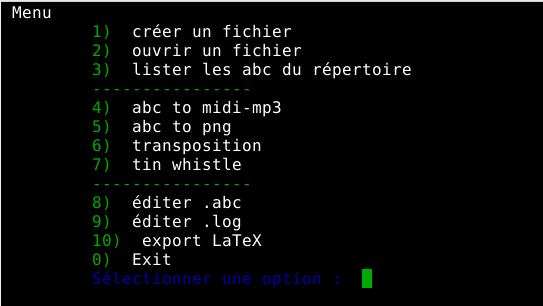 Menu
1) créer un fichier
2) ouvrir un fichier
3) lister les abc du répertoire
----------------
4) abc to midi-mp3
5) abc to png
6) transposition
7) tin whistle
----------------
8) éditer .abc
9) éditer .log
10) export LaTeX
0) Exit
Sélectionner une option :